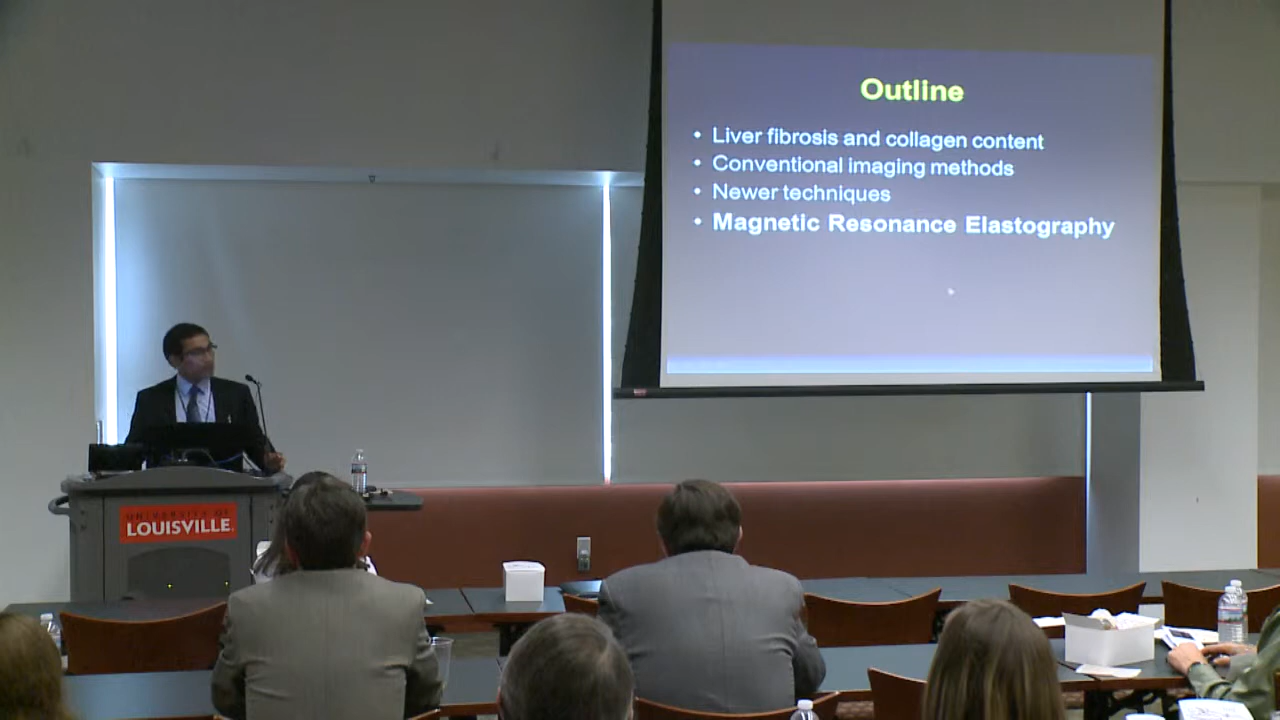 Outline
• Liver fibrosis and collagen content
• Conventional imaging methods
• Newer techniques
• Magnetic Resonance Elastography
UNIVERSITY OF
LOUISVILLE